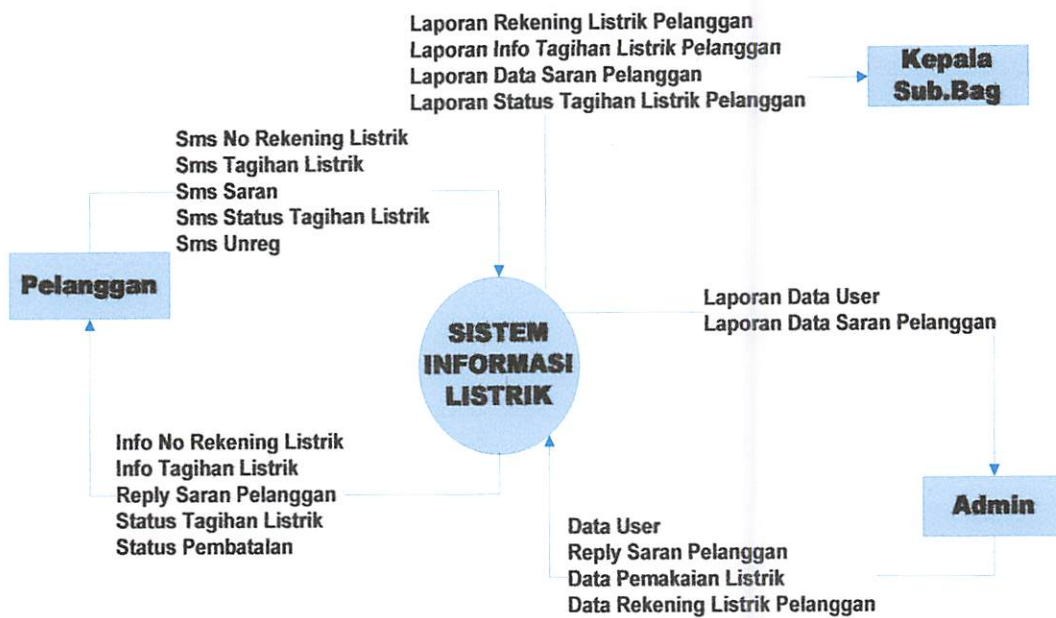 Laporan Rekening Listrik Pelanggan
Laporan Info Tagihan Listrik Pelanggan
Laporan Data Saran Pelanggan
Laporan Status Tagihan Listrik Pelanggan
Kepala
Sub.Bag
Sms No Rekening Listrik
Sms Tagihan Listrik
Sms Saran
Sms Status Tagihan Listrik
Sms Unreg
Pelanggan
SISTEM
INFORMASI
LISTRIK
Laporan Data User
Laporan Data Saran Pelanggan
Info No Rekening Listrik
Info Tagihan Listrik
Reply Saran Pelanggan
Status Tagihan Listrik
Status Pembatalan
Admin
Data User
Reply Saran Pelanggan
Data Pemakaian Listrik
Data Rekening Listrik Pelanggan